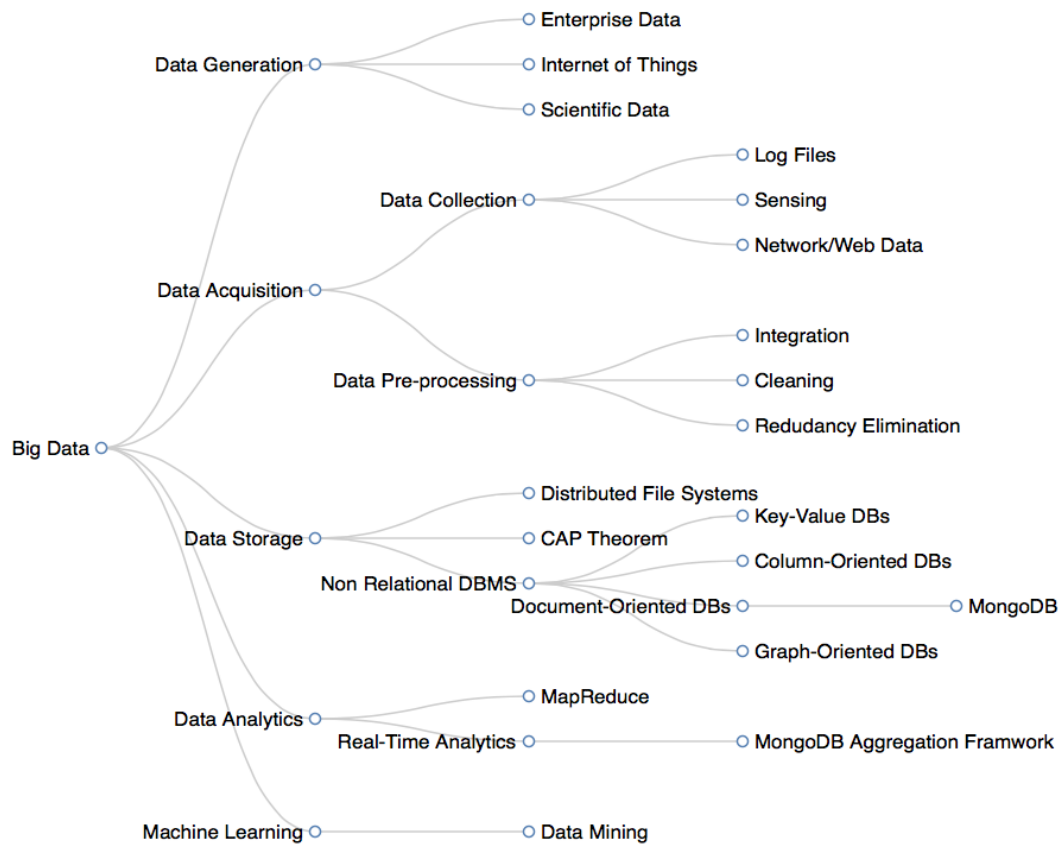 Enterprise Data
Data Generation
Internet of Things
Scientific Data
Log Files
Data Collection
Sensing
Network/Web Data
Data Acquisition
Integration
Data Pre-processing
Cleaning
Redudancy Elimination
Big Data
Distributed File Systems
Key-Value DBs
Data Storage
CAP Theorem
Column-Oriented DBs
Non Relational DBMS
Document-Oriented DBs
MongoDB
Graph-Oriented DBs
MapReduce
Data Analytics
Real-Time Analytics
MongoDB Aggregation Framwork
Machine Learning
Data Mining